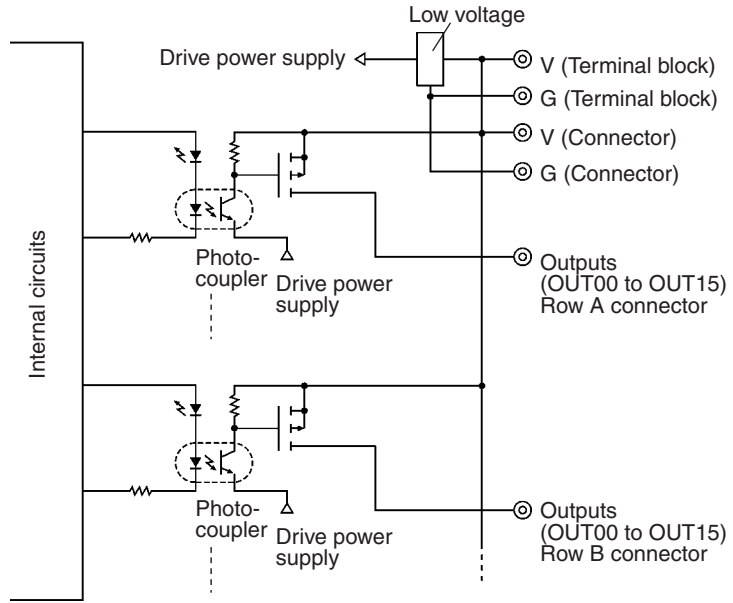 Low voltage
Drive power supply
V (Terminal block)
G (Terminal block)
V (Connector)
G (Connector)
Internal circuits
Photo-
coupler
Drive power
supply
Outputs
(OUT00 to OUT15)
Row A connector
Photo-
coupler
Drive power
supply
Outputs
(OUT00 to OUT15)
Row B connector